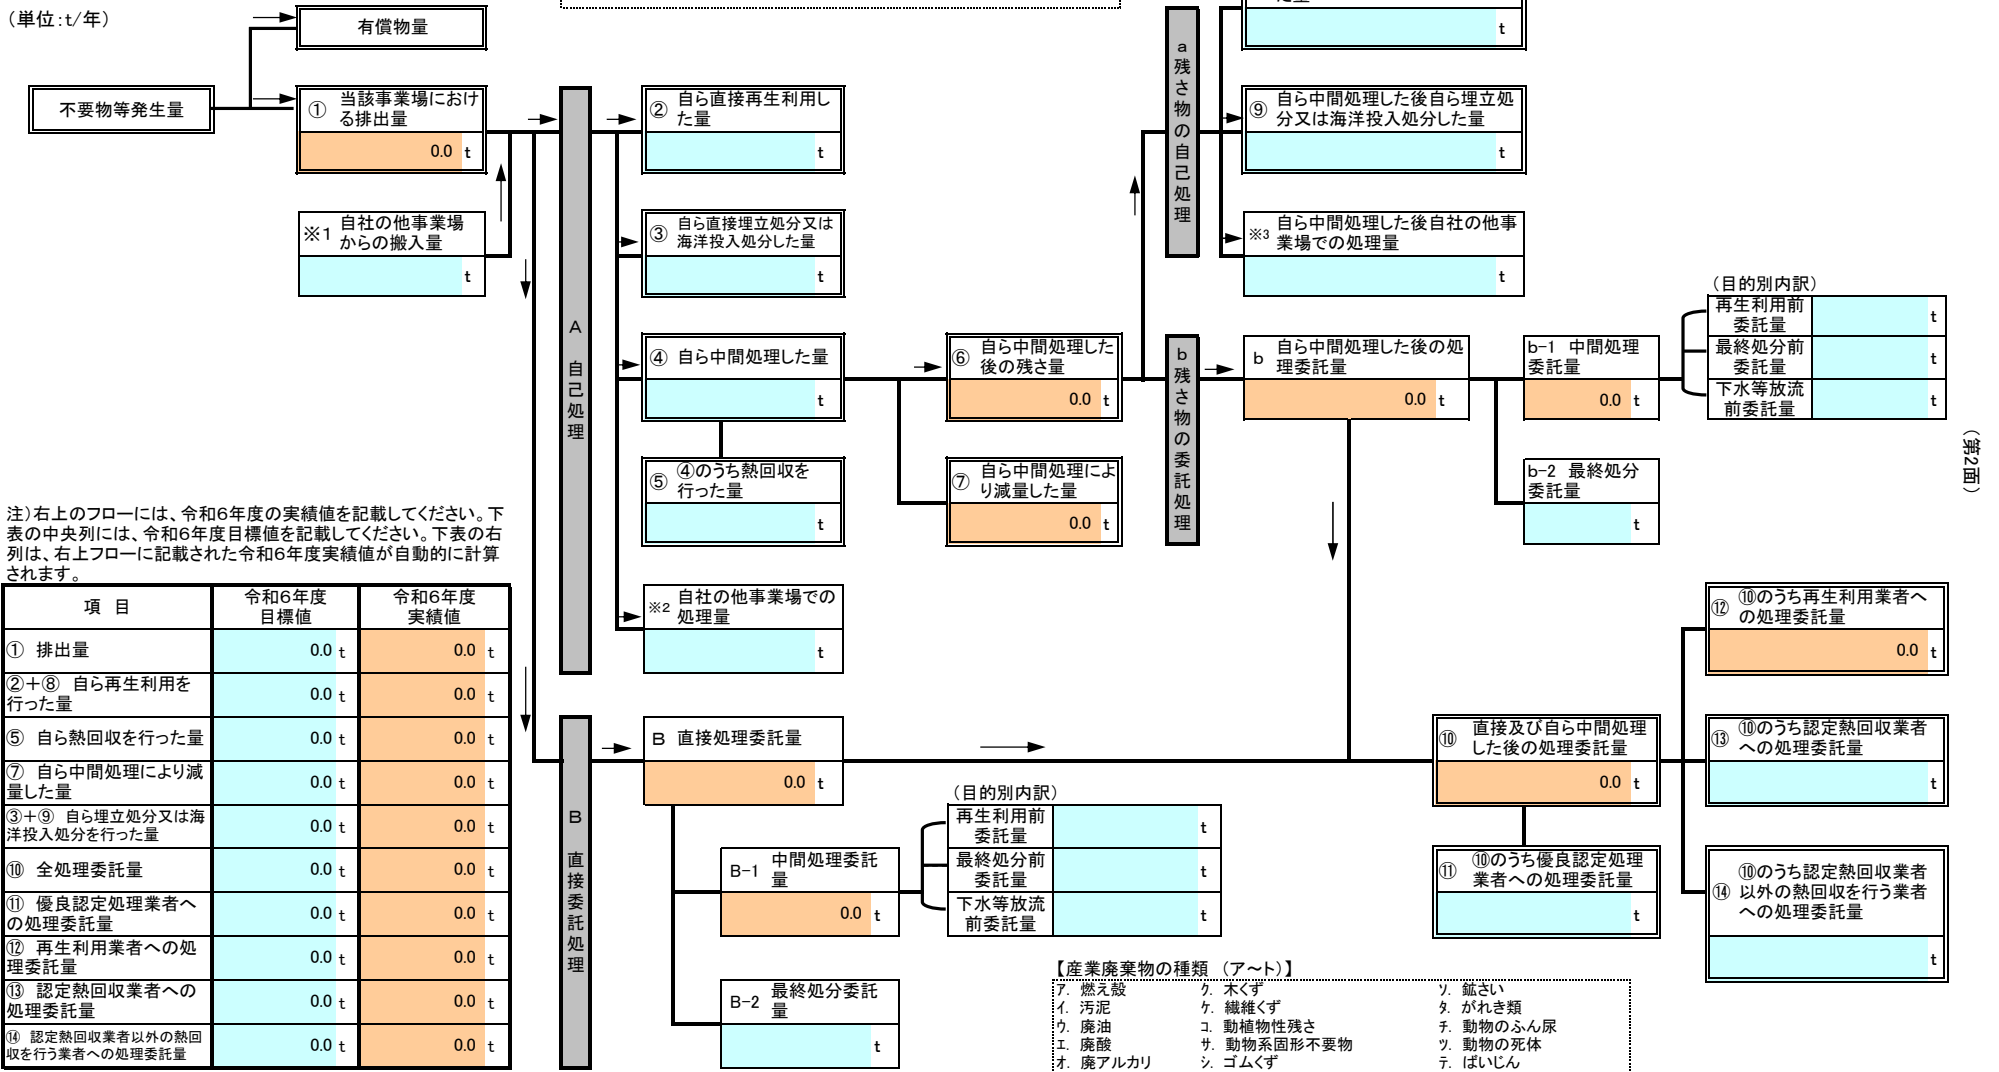 （単位：t/年）
有償物量
不要物等発生量
① 当該事業場におけ
る排出量
0.0 t
※1 自社の他事業場
からの搬入量
t
A 自己処理
② 自ら直接再生利用し
た量
t
③ 自ら直接埋立処分又は
海洋投入処分した量
t
④ 自ら中間処理した量
t
⑤ ④のうち熱回収を
行った量
t
※2 自社の他事業場での
処理量
t
⑥ 自ら中間処理した
後の残さ量
0.0 t
⑦ 自ら中間処理によ
り減量した量
0.0 t
a 残さ物の自己処理
t
⑨ 自ら中間処理した後自ら埋立処
分又は海洋投入処分した量
t
※3 自ら中間処理した後自社の他事
業場での処理量
t
b 残さ物の委託処理
b 自ら中間処理した後の処
理委託量
0.0 t
b-1 中間処理
委託量
0.0 t
b-2 最終処分
委託量
t
（目的別内訳）
再生利用前
委託量
t
最終処分前
委託量
t
下水等放流
前委託量
t
（第2面）
注）右上のフローには、令和6年度の実績値を記載してください。下
表の中央列には、令和6年度目標値を記載してください。下表の右
列は、右上フローに記載された令和6年度実績値が自動的に計算
されます。
項 目 令和6年度 令和6年度
目標値 実績値
① 排出量 0.0 t 0.0 t
②＋⑧ 自ら再生利用を
行った量 0.0 t 0.0 t
⑤ 自ら熱回収を行った量 0.0 t 0.0 t
⑦ 自ら中間処理により減
量した量 0.0 t 0.0 t
③＋⑨ 自ら埋立処分又は海
洋投入処分を行った量 0.0 t 0.0 t
⑩ 全処理委託量 0.0 t 0.0 t
⑪ 優良認定処理業者へ
の処理委託量 0.0 t 0.0 t
⑫ 再生利用業者への処
理委託量 0.0 t 0.0 t
⑬ 認定熱回収業者への
処理委託量 0.0 t 0.0 t
⑭ 認定熱回収業者以外の熱回
収を行う業者への処理委託量 0.0 t 0.0 t
B 直接委託処理
B 直接処理委託量
0.0 t
B-1 中間処理委託
量
0.0 t
B-2 最終処分委託
量
t
（目的別内訳）
再生利用前
委託量
t
最終処分前
委託量
t
下水等放流
前委託量
t
⑩ 直接及び自ら中間処理
した後の処理委託量
0.0 t
⑪ ⑩のうち優良認定処理
業者への処理委託量
t
⑫ ⑩のうち再生利用業者へ
の処理委託量
0.0 t
⑬ ⑩のうち認定熱回収業者
への処理委託量
t
⑭ ⑩のうち認定熱回収業者
以外の熱回収を行う業者
への処理委託量
t
【産業廃棄物の種類 （ア～ト）】
ア. 燃え殻 ク. 木くず ソ. 鉱さい
イ. 汚泥 ケ. 繊維くず タ. がれき類
ウ. 廃油 コ. 動植物性残さ チ. 動物のふん尿
エ. 廃酸 サ. 動物系固形不要物 ツ. 動物の死体
オ. 廃アルカリ シ. ゴムくず テ. ばいじん